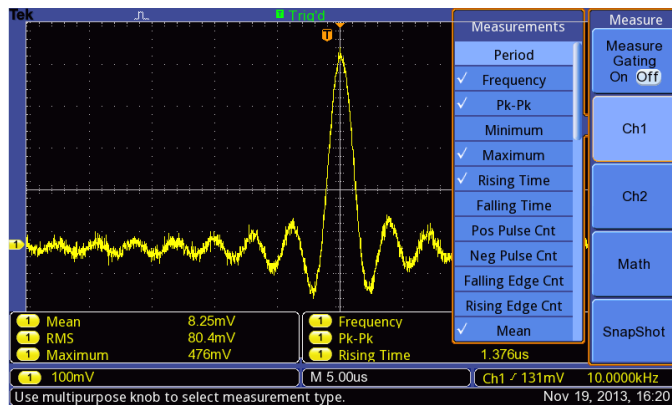 Tek
T Trig'd
T
Measurements
Period
✓ Frequency
✓ Pk-Pk
Minimum
✓ Maximum
✓ Rising Time
Falling Time
Pos Pulse Cnt
Neg Pulse Cnt
Falling Edge Cnt
Rising Edge Cnt
✓ Mean
Measure
Measure
Gating
On Off
Ch1
Ch2
Math
SnapShot
1
1 Mean 8.25mV
1 RMS 80.4mV
1 Maximum 476mV
1 Frequency
1 Pk-Pk
1 Rising Time 1.376us
1 100mV
M 5.00us
Ch1 / 131mV 10.0000kHz
Use multipurpose knob to select measurement type.
Nov 19, 2013, 16:20